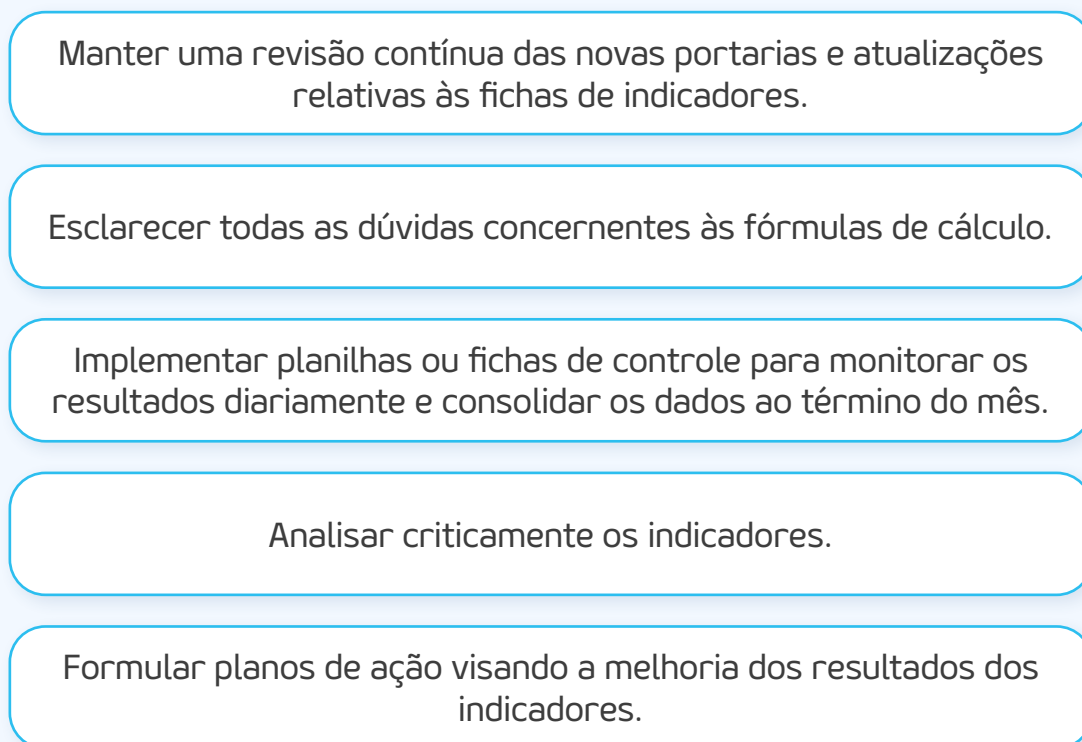 Manter uma revisão contínua das novas portarias e atualizações
relativas às fichas de indicadores.
Esclarecer todas as dúvidas concernentes às fórmulas de cálculo.
Implementar planilhas ou fichas de controle para monitorar os
resultados diariamente e consolidar os dados ao término do mês.
Analisar criticamente os indicadores.
Formular planos de ação visando a melhoria dos resultados dos
indicadores.